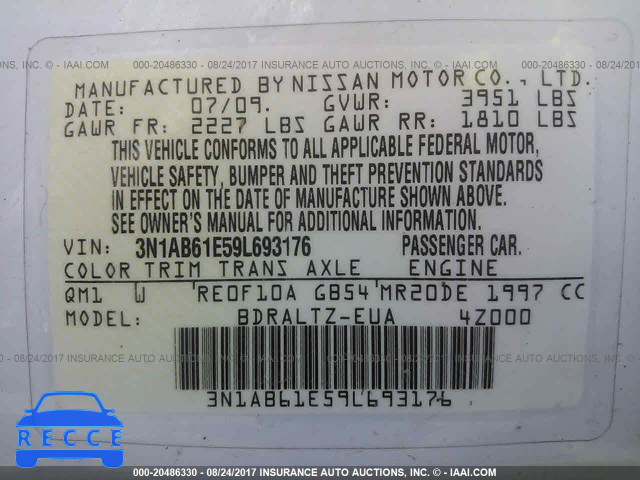 000-20486330 - 08/24/2017 INSURANCE AUTO AUCTIONS, INC. - © IAAI.COM
MANUFACTURED BY NISSAN MOTOR CO., LTD.
DATE: 07/09. GVWR: 3951 LBS
GAWR FR: 2227 LBS GAWR RR: 1810 LBS
THIS VEHICLE CONFORMS TO ALL APPLICABLE FEDERAL MOTOR,
VEHICLE SAFETY, BUMPER AND THEFT PREVENTION STANDARDS
IN EFFECT ON THE DATE OF MANUFACTURE SHOWN ABOVE.
SEE OWNER'S MANUAL FOR ADDITIONAL INFORMATION.
VIN: 3N1AB61E59L693176 PASSENGER CAR.
COLOR TRIM TRANS AXLE ENGINE
QM1 W RE0F10A GB54 MR20DE 1997 CC
MODEL: BDRALTZ-EUA 4Z000
3N1AB61E59L693176
RECCE
000-20486330 - 08/24/2017 INSURANCE AUTO AUCTIONS, INC. - © IAAI.COM